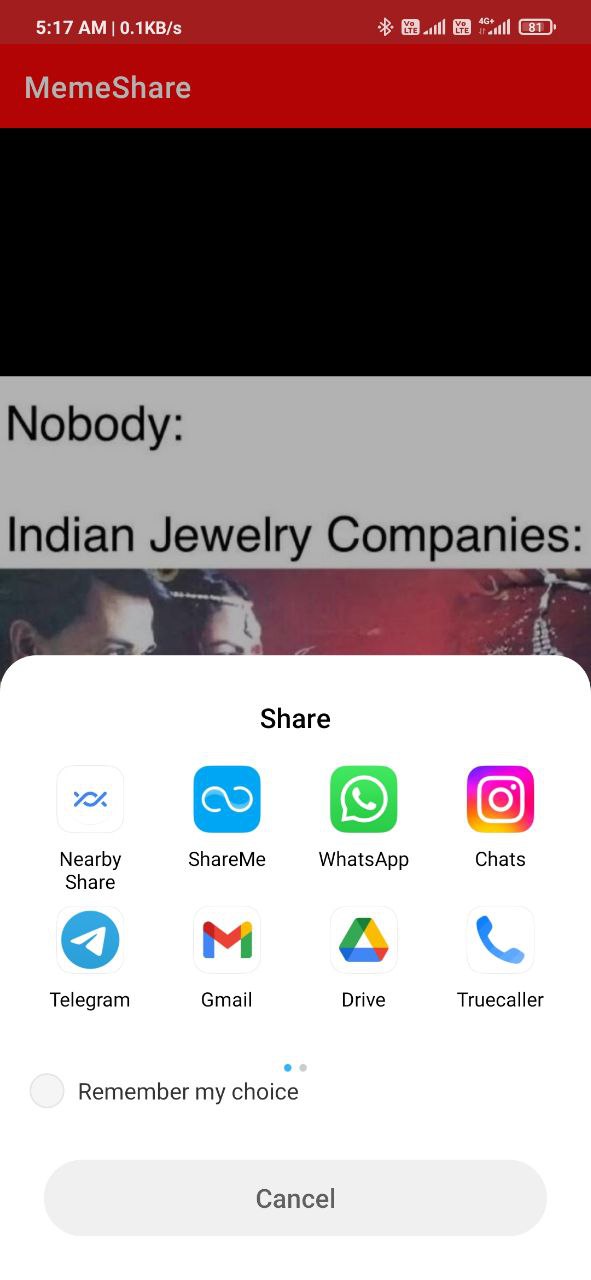 5:17 AM | 0.1KB/s
Vo LTE
Vo LTE
4G+
81
MemeShare
Nobody:
Indian Jewelry Companies:
Share
Nearby Share
ShareMe
WhatsApp
Chats
Telegram
Gmail
Drive
Truecaller
Remember my choice
Cancel